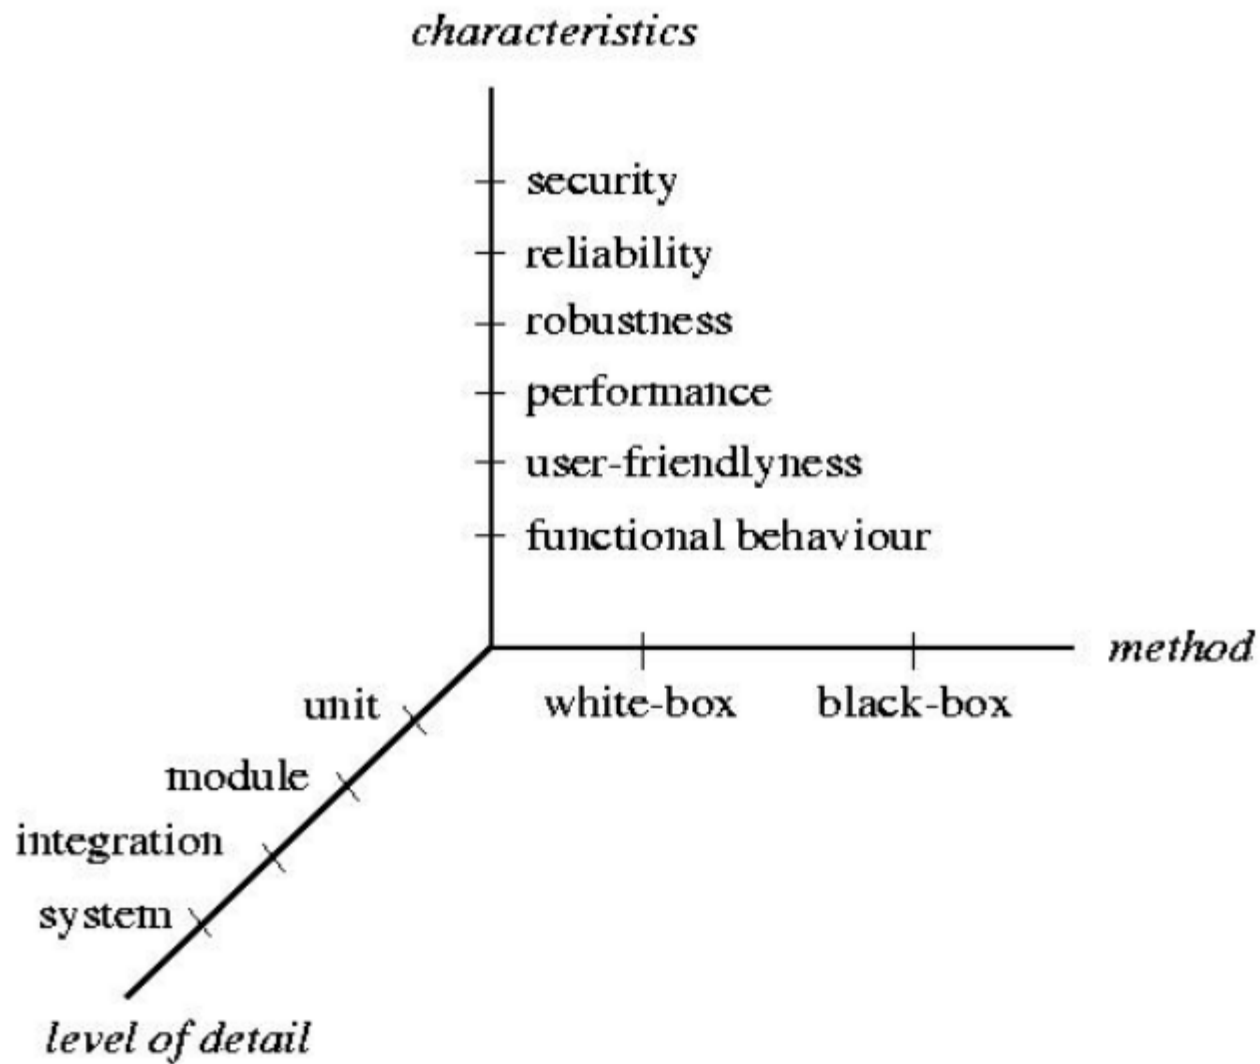 characteristics
security
reliability
robustness
performance
user-friendlyness
functional behaviour
method
white-box
black-box
unit
module
integration
system
level of detail